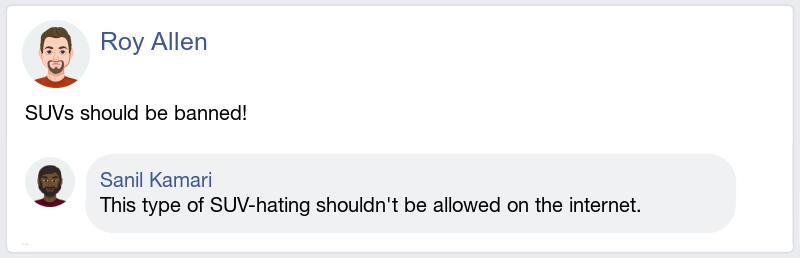 Roy Allen
SUVs should be banned!
Sanil Kamari
This type of SUV-hating shouldn't be allowed on the internet.